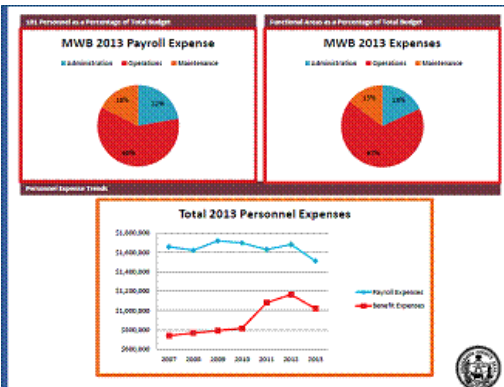 101 Personnel as a Percentage of Total Budget
Functional Areas as a Percentage of Total Budget
MWB 2013 Payroll Expense
MWB 2013 Expenses
Administration Operations Maintenance
Administration Operations Maintenance
22%
18%
Personnel Expense Trends
Total 2013 Personnel Expenses
$1,800,000
$1,600,000
$1,400,000
$1,200,000
$1,000,000
$800,000
$600,000
Payroll Expenses
Benefit Expenses
2007 2008 2009 2010 2011 2012 2013